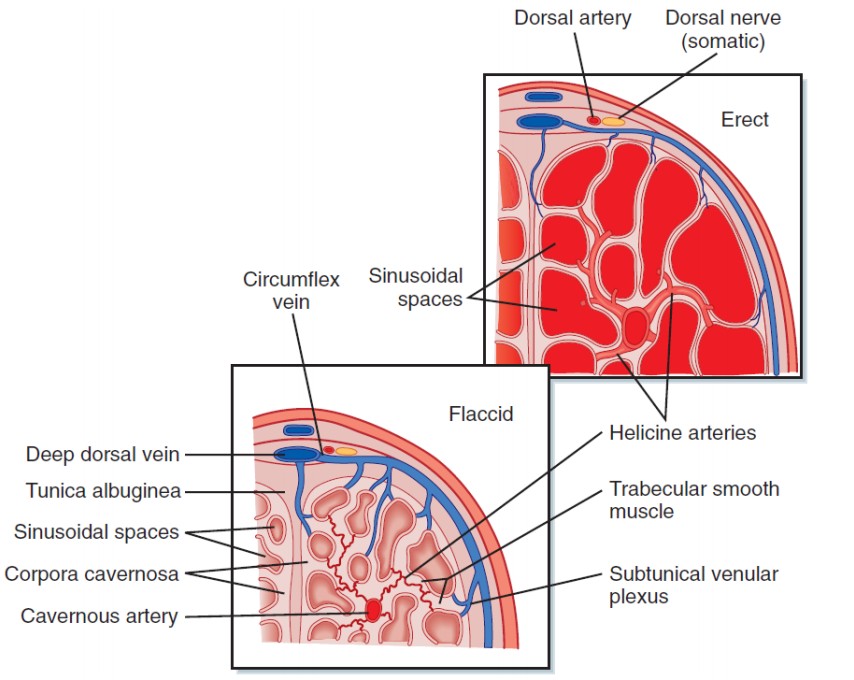 Dorsal artery
Dorsal nerve
(somatic)
Erect
Circumflex
vein
Sinusoidal
spaces
Flaccid
Helicine arteries
Deep dorsal vein
Tunica albuginea
Sinusoidal spaces
Corpora cavernosa
Cavernous artery
Trabecular smooth
muscle
Subtunical venular
plexus